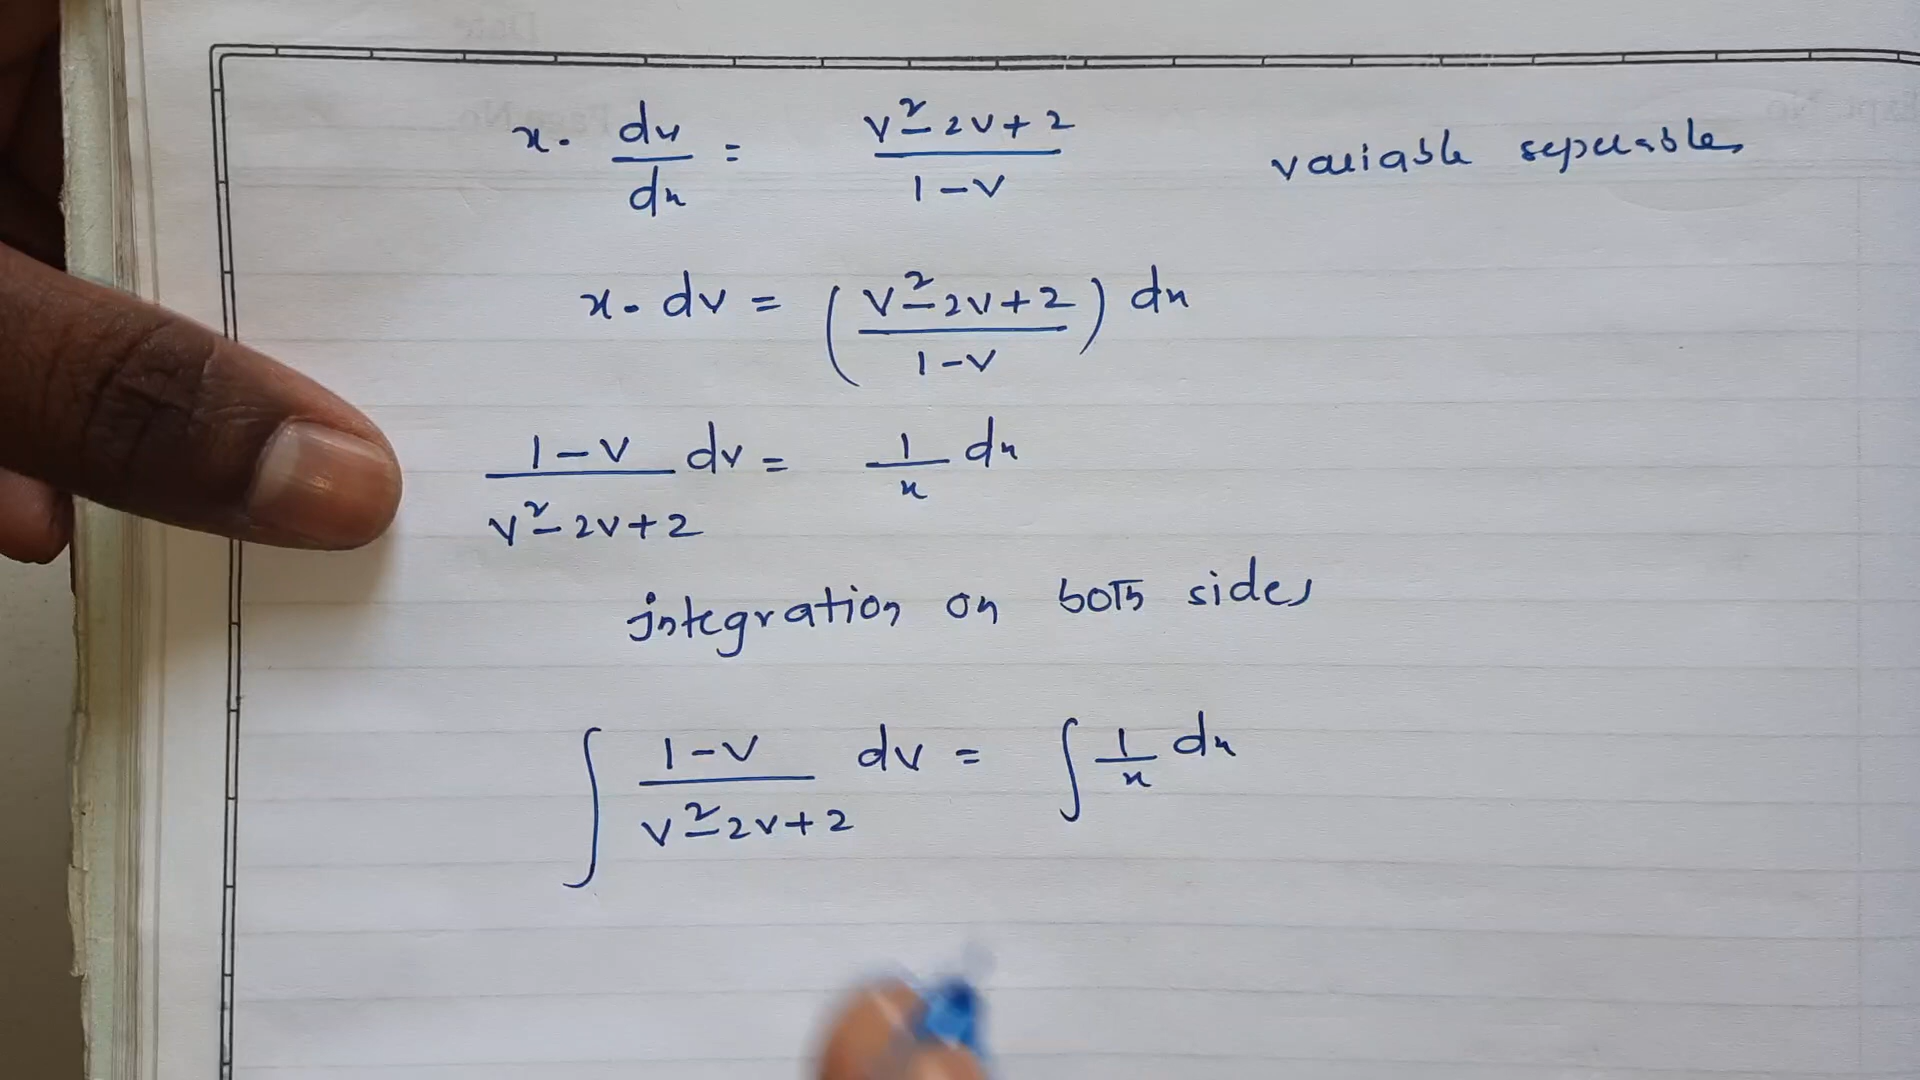 x. dv/dx = (v² - 2v + 2)/(1 - v) variable seperable
x. dv = ((v² - 2v + 2)/(1 - v)) dx
(1 - v)/(v² - 2v + 2) dv = 1/x dx
integration on both sides
∫ (1 - v)/(v² - 2v + 2) dv = ∫ 1/x dx